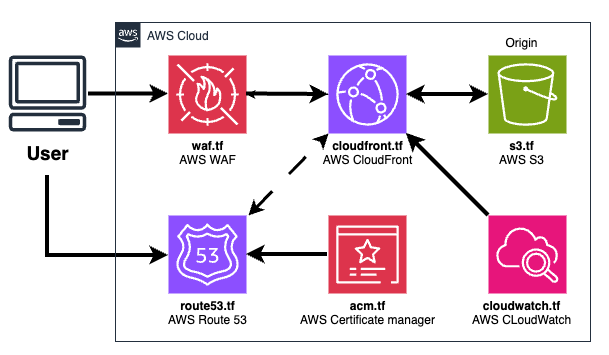 aws
AWS Cloud
Origin
User
waf.tf
AWS WAF
cloudfront.tf
AWS CloudFront
s3.tf
AWS S3
53
route53.tf
AWS Route 53
acm.tf
AWS Certificate manager
cloudwatch.tf
AWS CLoudWatch